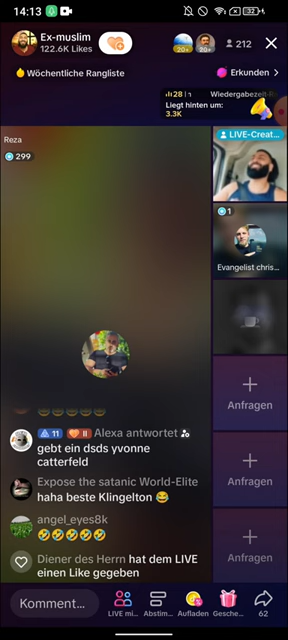 14:13
Ex-muslim
122.6K Likes
20+
20+
212
Wöchentliche Rangliste
Erkunden >
28
Wiedergabezeit-R
Liegt hinten um:
3.3K
Reza
299
LIVE-Creat...
1
Evangelist chris...
+
Anfragen
+
Anfragen
+
Anfragen
11 II Alexa antwortet
gebt ein dsds yvonne
catterfeld
Expose the satanic World-Elite
haha beste Klingelton 😂
angel_eyes8k
🤣🤣🤣🤣🤣
Diener des Herrn hat dem LIVE
einen Like gegeben
Komment...
LIVE mi...
Abstim...
Aufladen
Gesche...
62